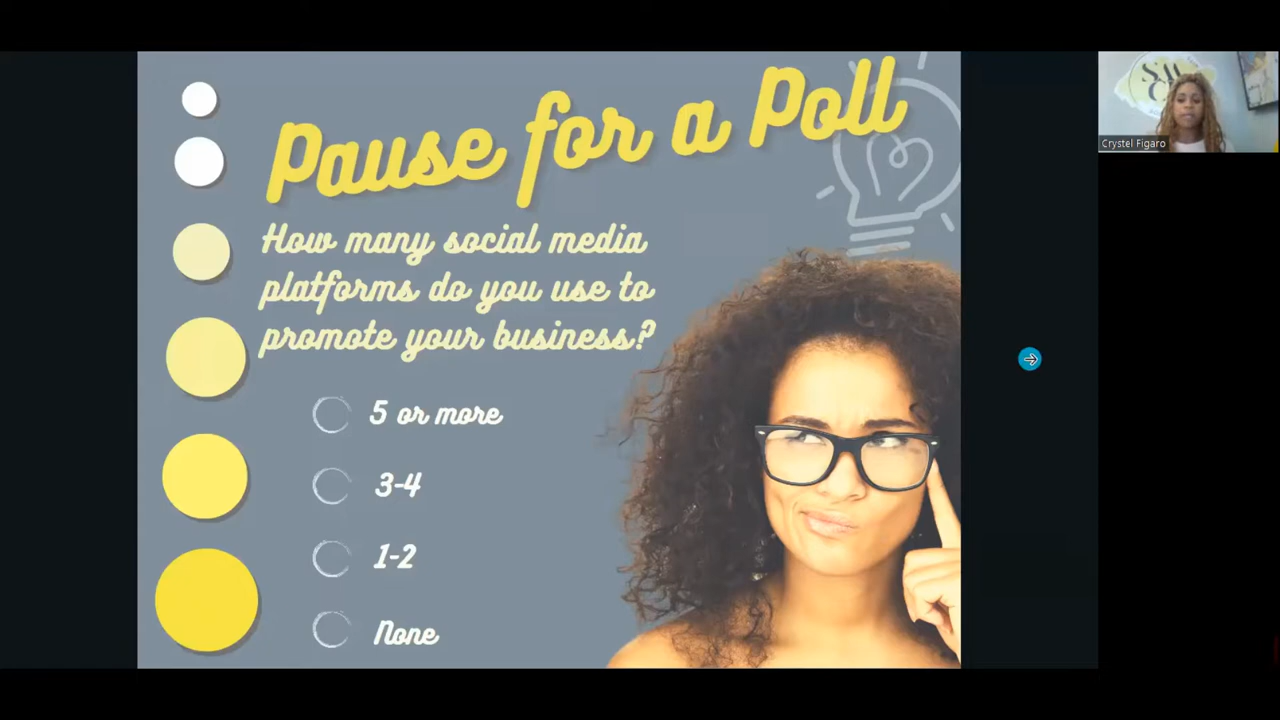 Pause for a Poll
How many social media
platforms do you use to
promote your business?
5 or more
3-4
1-2
None
Crystel Figaro